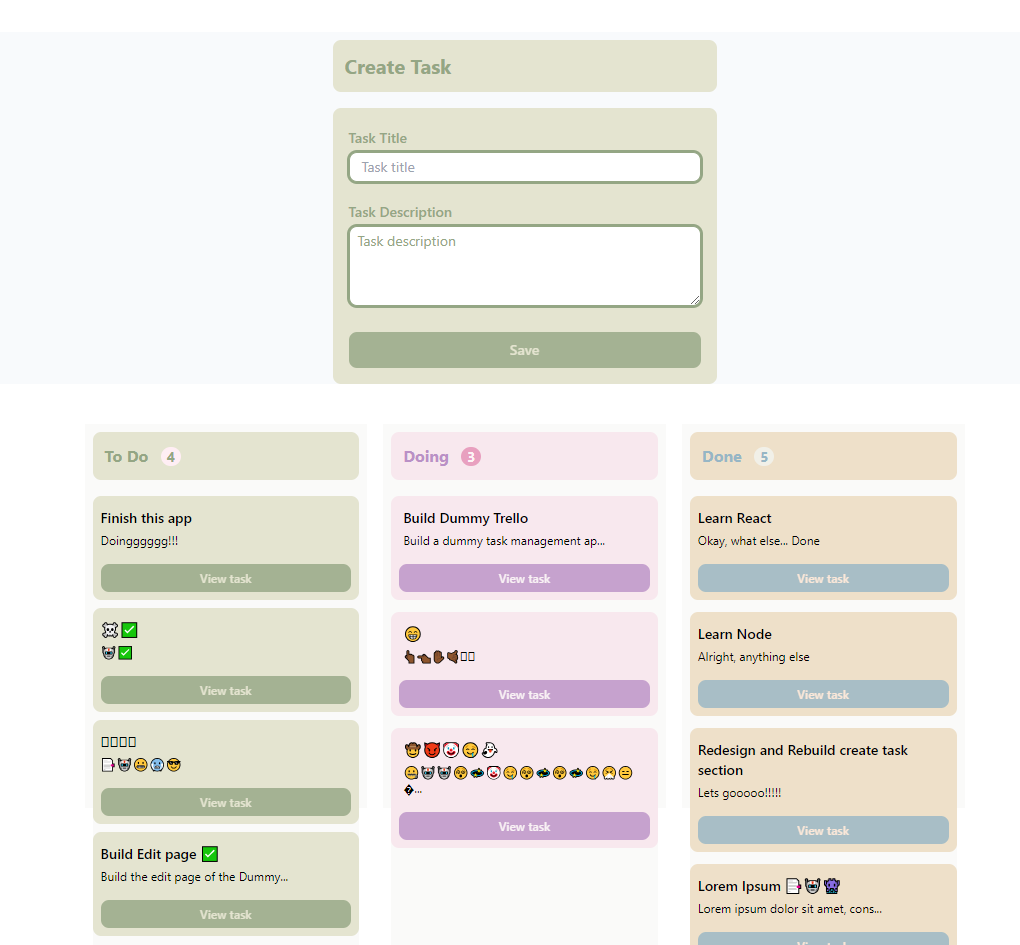 Create Task
Task Title
Task title
Task Description
Task description
Save
To Do 4
Finish this app
Doingggggg!!!
View task
☠️✅
🤡✅
View task
□□□□
View task
Build Edit page ✅
Build the edit page of the Dummy...
View task
Doing 3
Build Dummy Trello
Build a dummy task management ap...
View task
😁
View task
�...
View task
Done 5
Learn React
Okay, what else... Done
View task
Learn Node
Alright, anything else
View task
Redesign and Rebuild create task
section
Lets gooooo!!!!!
View task
Lorem Ipsum
Lorem ipsum dolor sit amet, cons...
View task